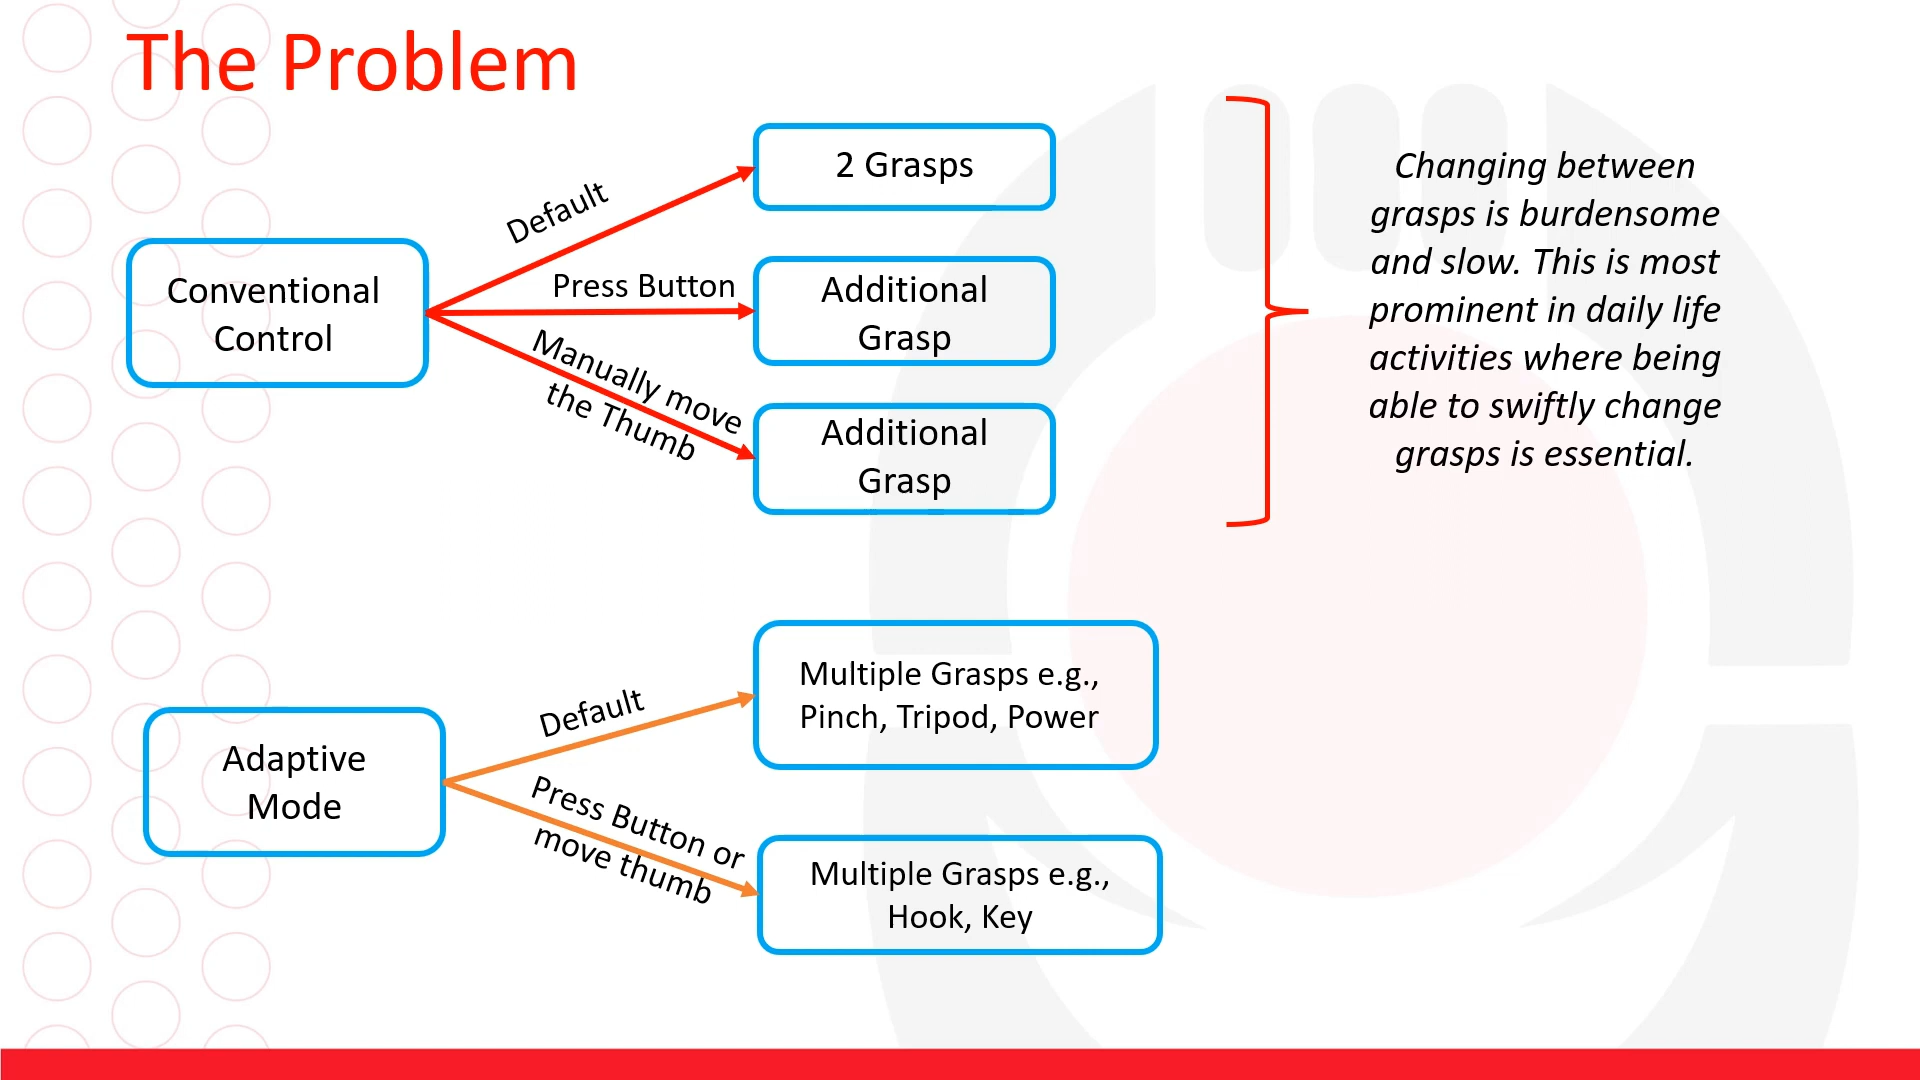 The Problem
Default
2 Grasps
Conventional
Control
Press Button
Additional
Grasp
Manually move
the Thumb
Additional
Grasp
Changing between
grasps is burdensome
and slow. This is most
prominent in daily life
activities where being
able to swiftly change
grasps is essential.
Adaptive
Mode
Default
Multiple Grasps e.g.,
Pinch, Tripod, Power
Press Button or
move thumb
Multiple Grasps e.g.,
Hook, Key